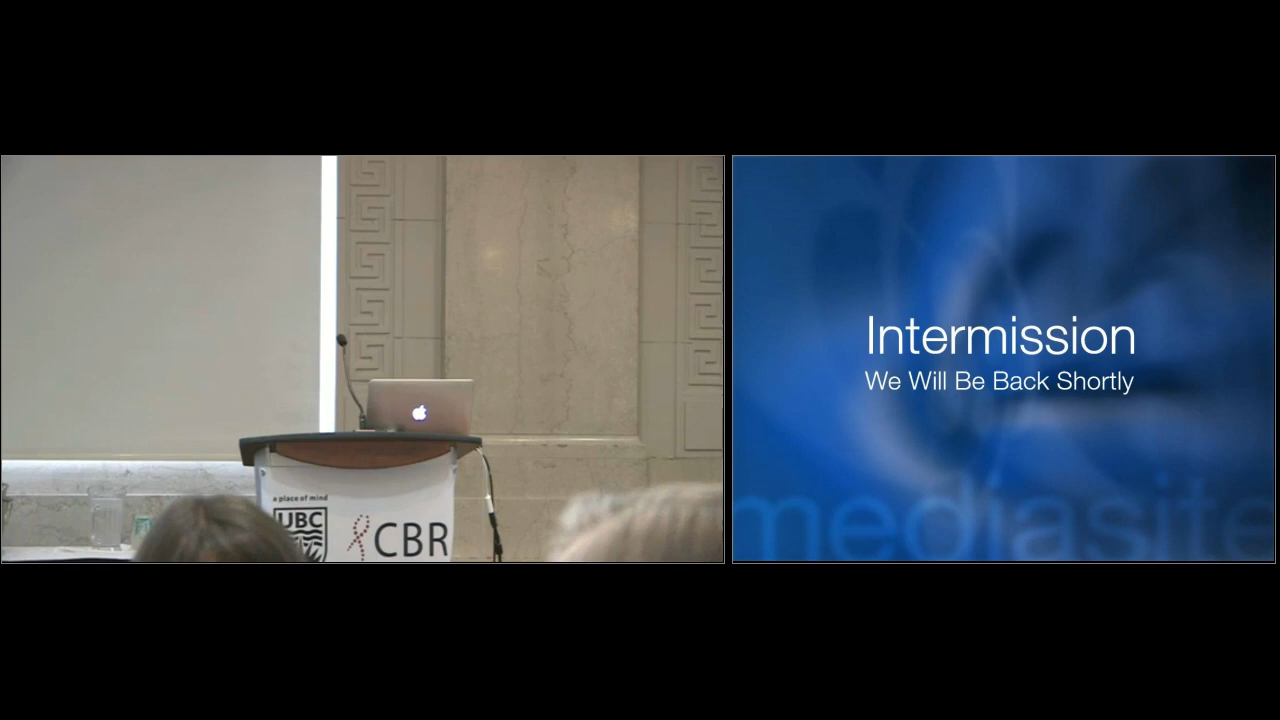 a place of mind
UBC
CBR
Intermission
We Will Be Back Shortly
mediasite